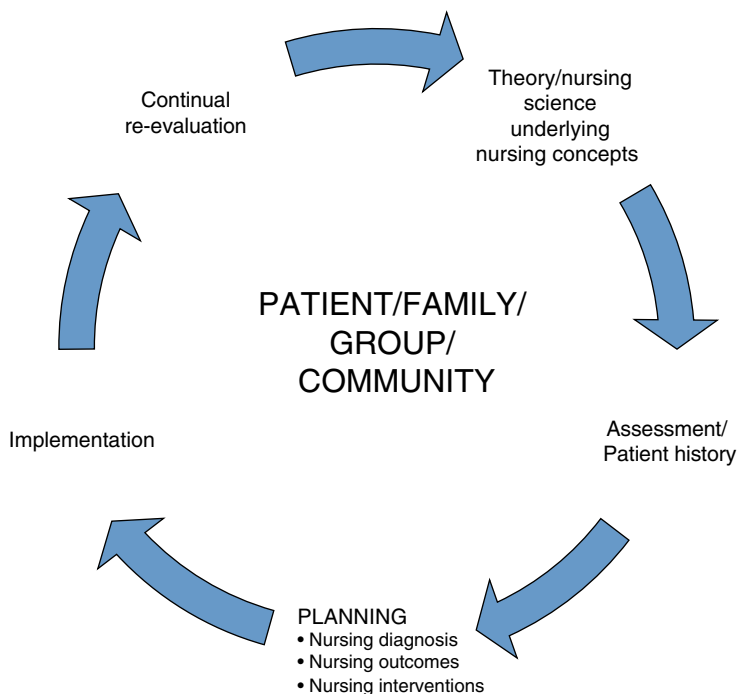 Continual
re-evaluation
Theory/nursing
science
underlying
nursing concepts
PATIENT/FAMILY/
GROUP/
COMMUNITY
Implementation
Assessment/
Patient history
PLANNING
• Nursing diagnosis
• Nursing outcomes
• Nursing interventions